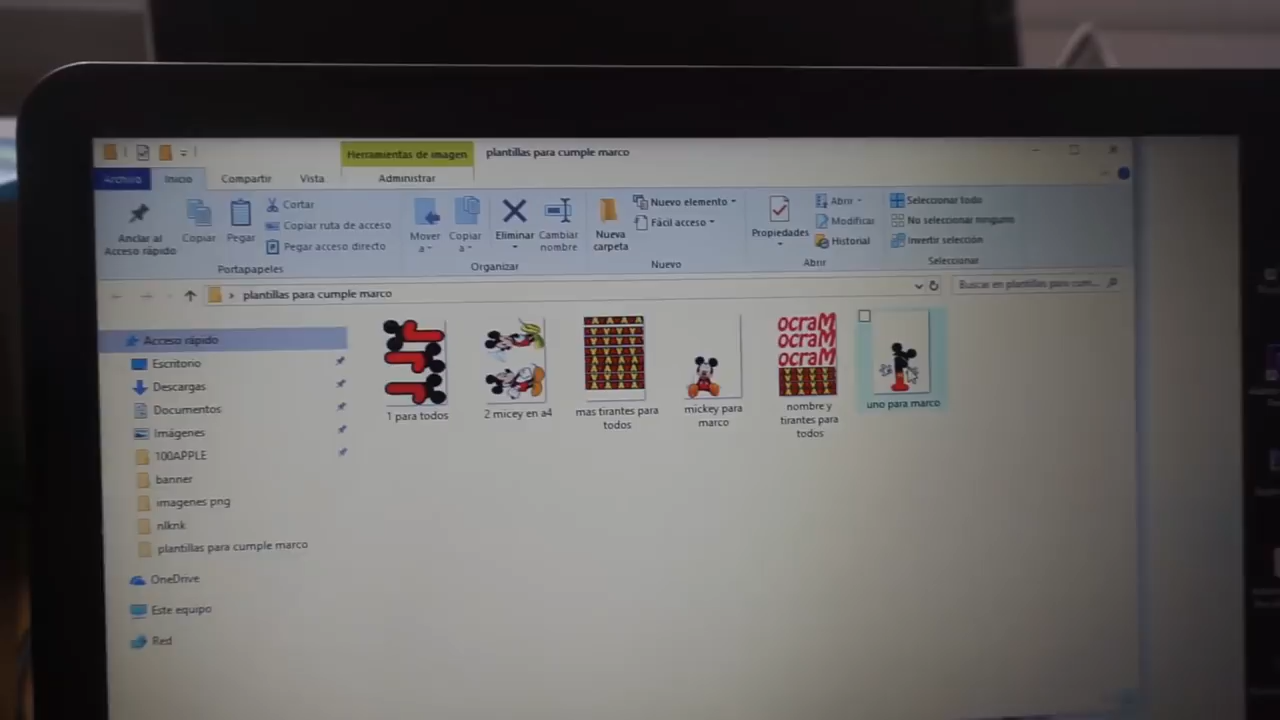 Herramientas de imagen
plantillas para cumple marco
Archivo
Inicio
Compartir
Vista
Administrar
Anclar al
Acceso rápido
Copiar
Pegar
Cortar
Copiar ruta de acceso
Pegar acceso directo
Portapapeles
Mover
a
Copiar
a
Eliminar
Cambiar
nombre
Organizar
Nueva
carpeta
Nuevo elemento
Fácil acceso
Nuevo
Propiedades
Abrir
Modificar
Historial
Abrir
Seleccionar todo
No seleccionar ninguno
Invertir selección
Seleccionar
plantillas para cumple marco
Buscar en plantillas para cum...
Acceso rápido
Escritorio
Descargas
Documentos
Imágenes
100APPLE
banner
imagenes png
nlknk
plantillas para cumple marco
OneDrive
Este equipo
Red
1 para todos
2 micey en a4
mas tirantes para
todos
mickey para
marco
ocraM
ocraM
ocraM
nombre y
tirantes para
todos
uno para marco